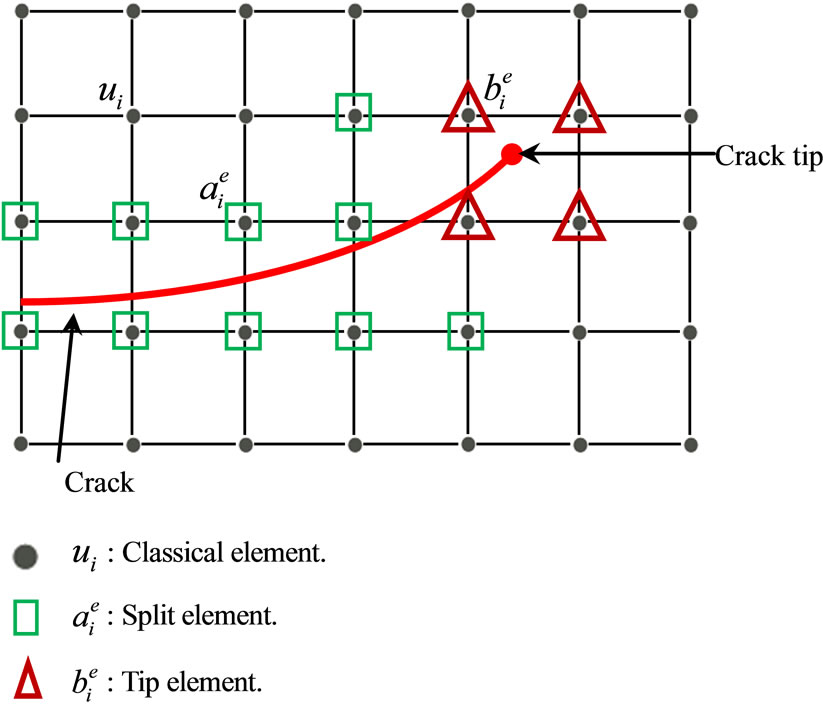 u_i
b_i^e
Crack tip
a_i^e
Crack
u_i : Classical element.
a_i^e : Split element.
b_i^e : Tip element.